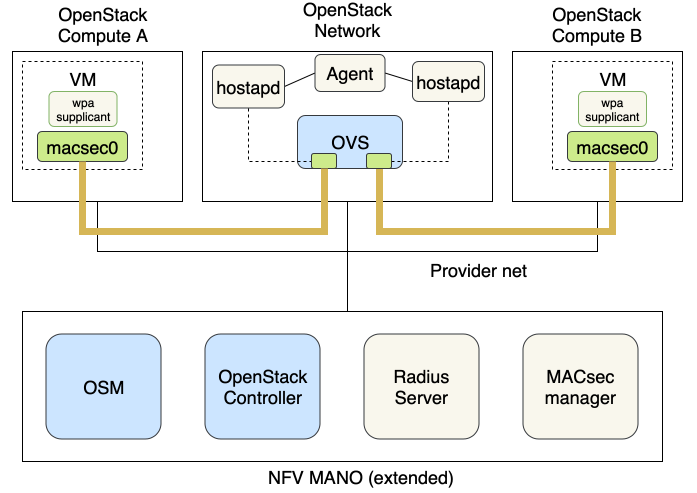 OpenStack
Compute A
OpenStack
Network
OpenStack
Compute B
VM
wpa
supplicant
macsec0
hostapd
Agent
hostapd
OVS
VM
wpa
supplicant
macsec0
Provider net
OSM
OpenStack
Controller
Radius
Server
MACsec
manager
NFV MANO (extended)